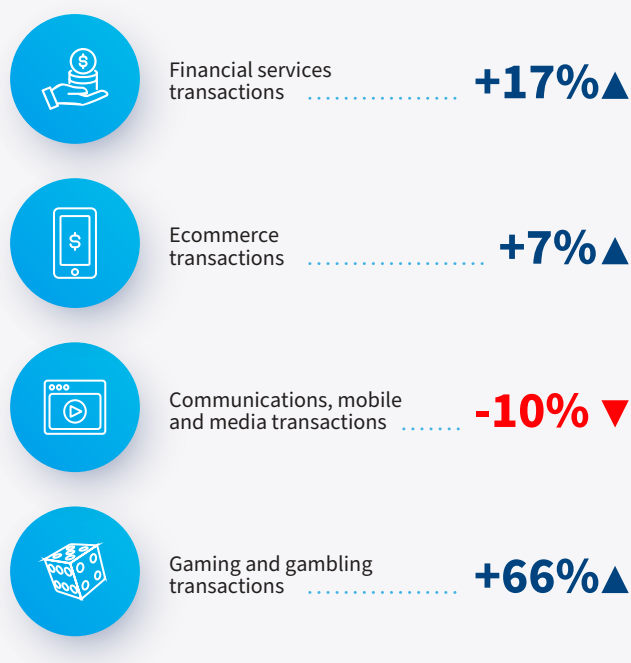 $
Financial services
transactions
+17%▲
$
Ecommerce
transactions
+7%▲
Communications, mobile
and media transactions
-10% ▼
Gaming and gambling
transactions
+66%▲